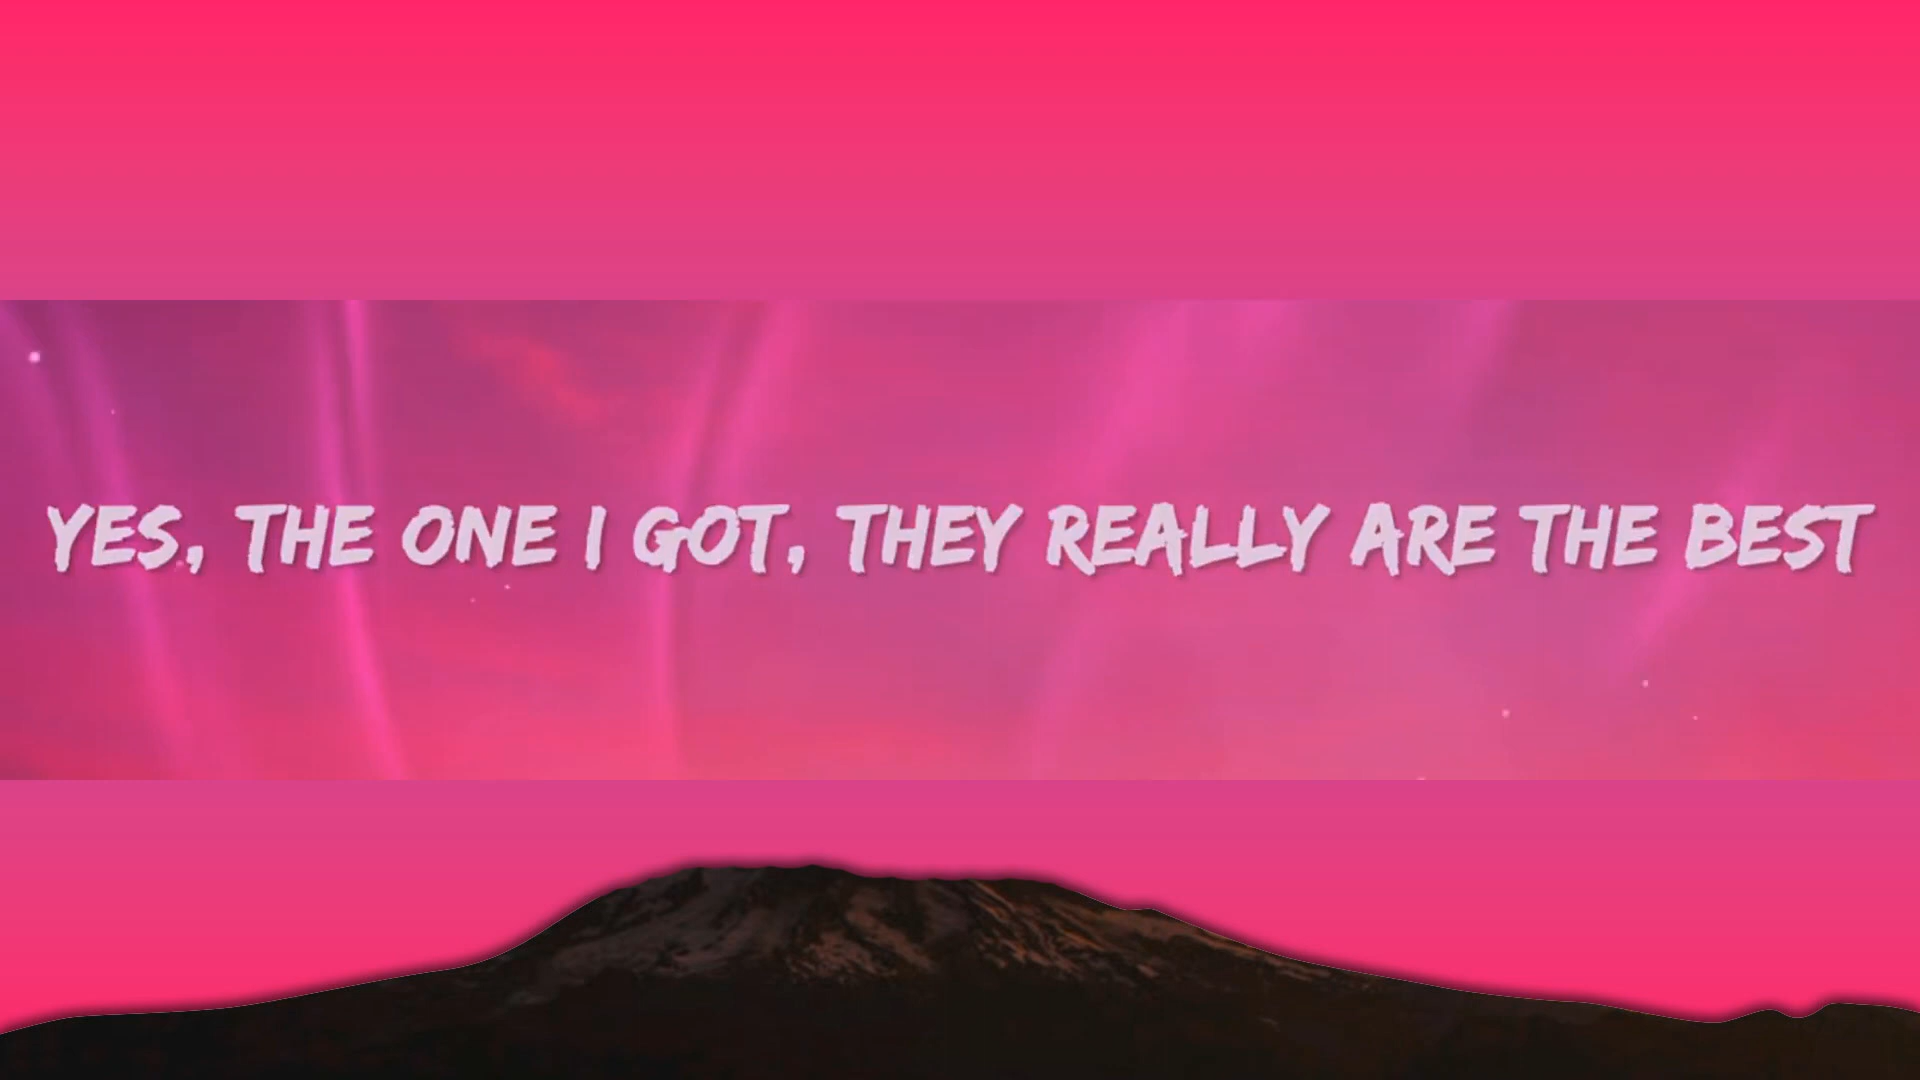 YES, THE ONE I GOT, THEY REALLY ARE THE BEST